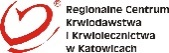 Regionalne Centrum
Krwiodawstwa
i Krwiolecznictwa
w Katowicach